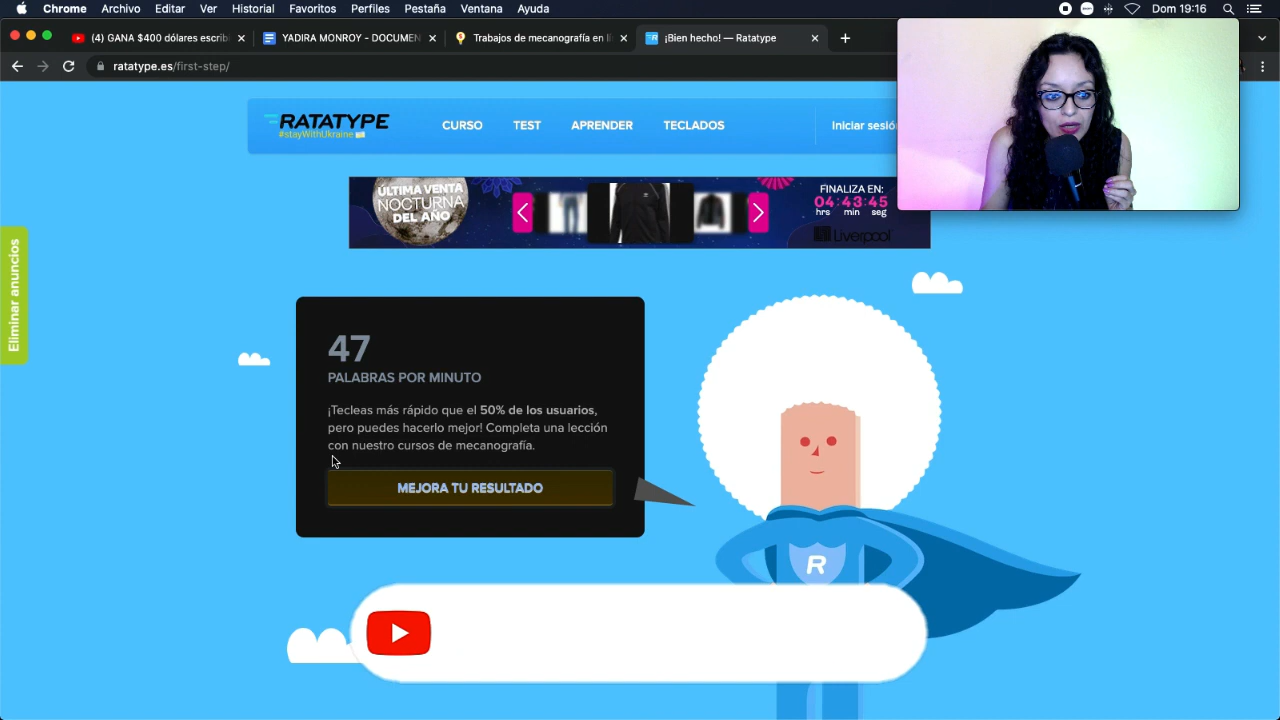 Chrome Archivo Editar Ver Historial Favoritos Perfiles Pestaña Ventana Ayuda
Dom 19:16
(4) GANA $400 dólares escrib
YADIRA MONROY - DOCUMEN
Trabajos de mecanografía en lí
¡Bien hecho! — Ratatype
ratatype.es/first-step/
RATATYPE
#stayWithUkraine
CURSO TEST APRENDER TECLADOS
Iniciar sesió
ÚLTIMA VENTA
NOCTURNA
DEL AÑO
FINALIZA EN:
04:43:45
hrs min seg
Liverpool
Eliminar anuncios
47
PALABRAS POR MINUTO
¡Tecleas más rápido que el 50% de los usuarios,
pero puedes hacerlo mejor! Completa una lección
con nuestro cursos de mecanografía.
MEJORA TU RESULTADO
R